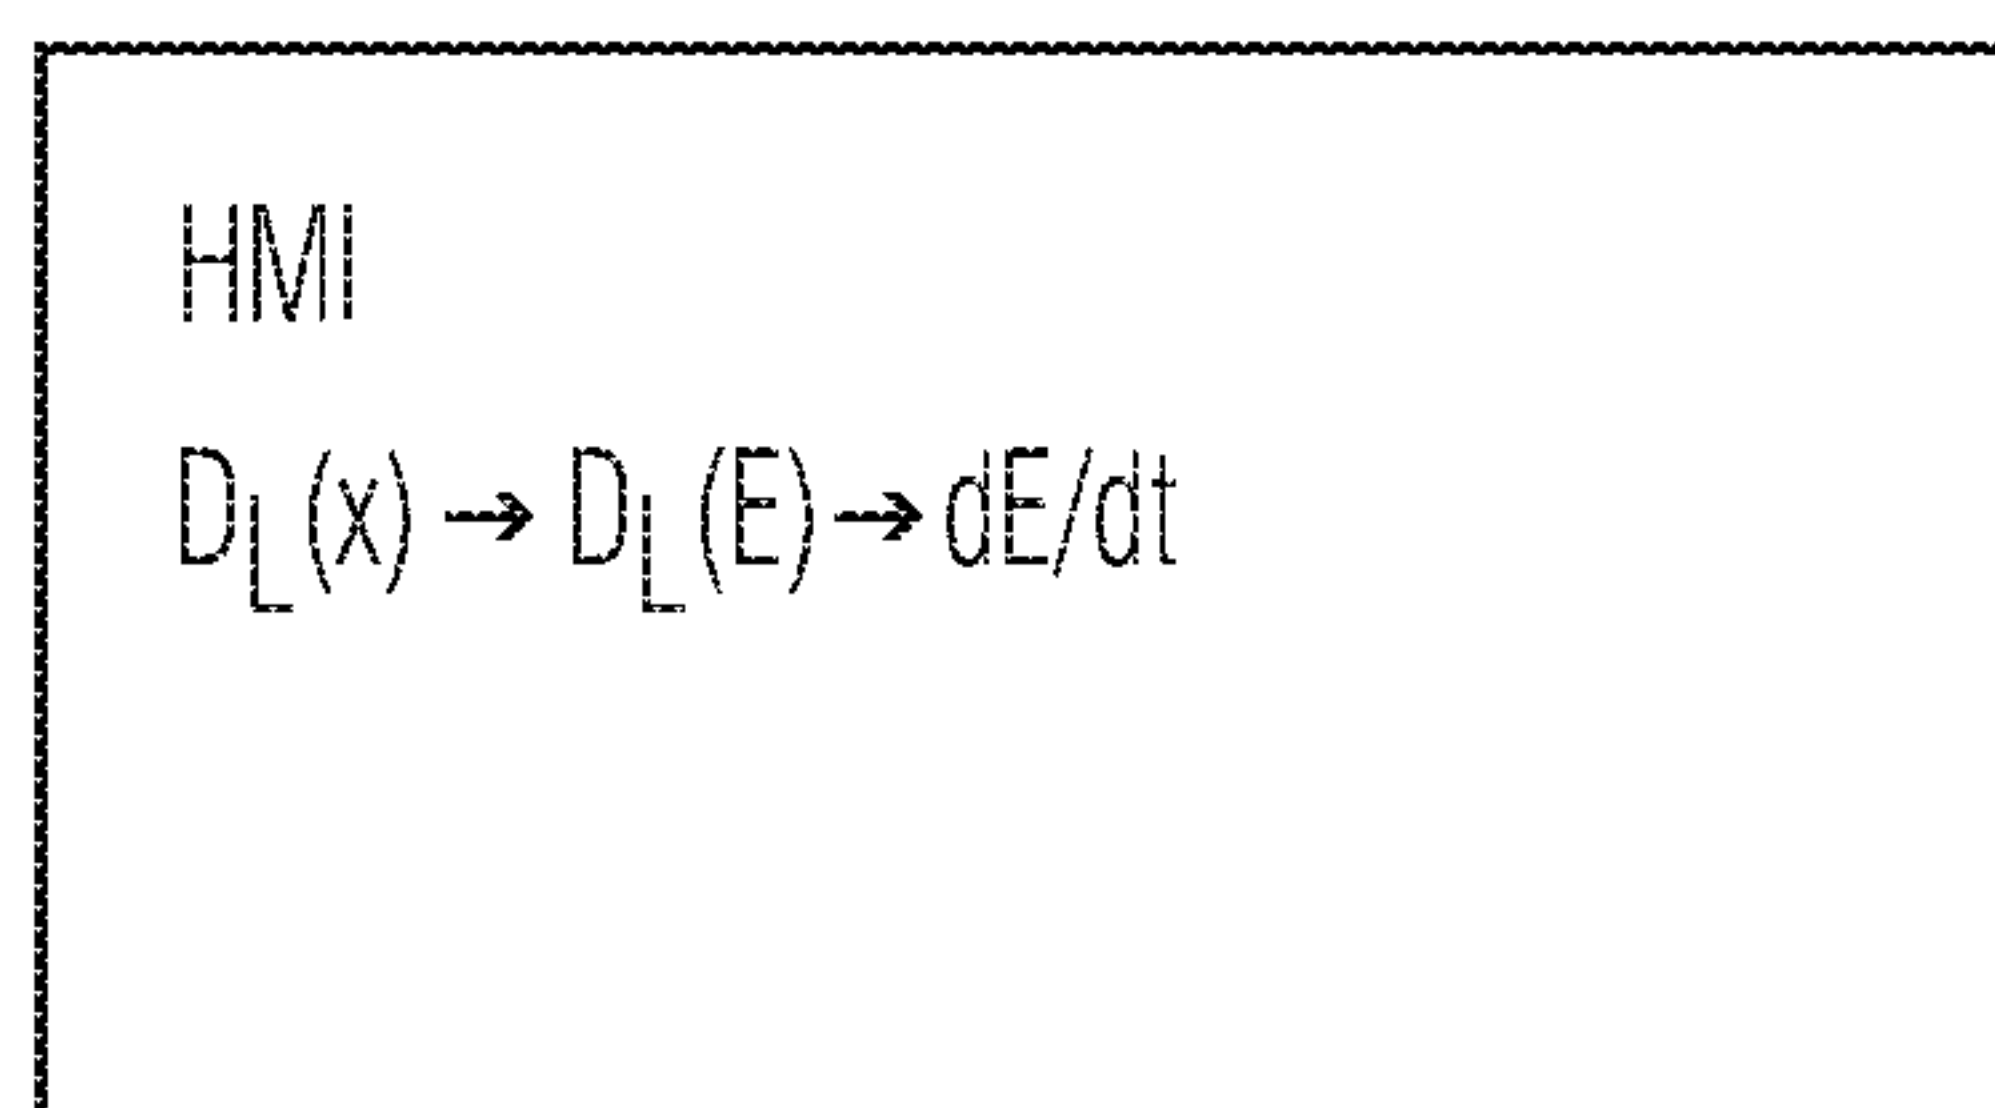 HMI
D_L(x) → D_L(E) → dE/dt